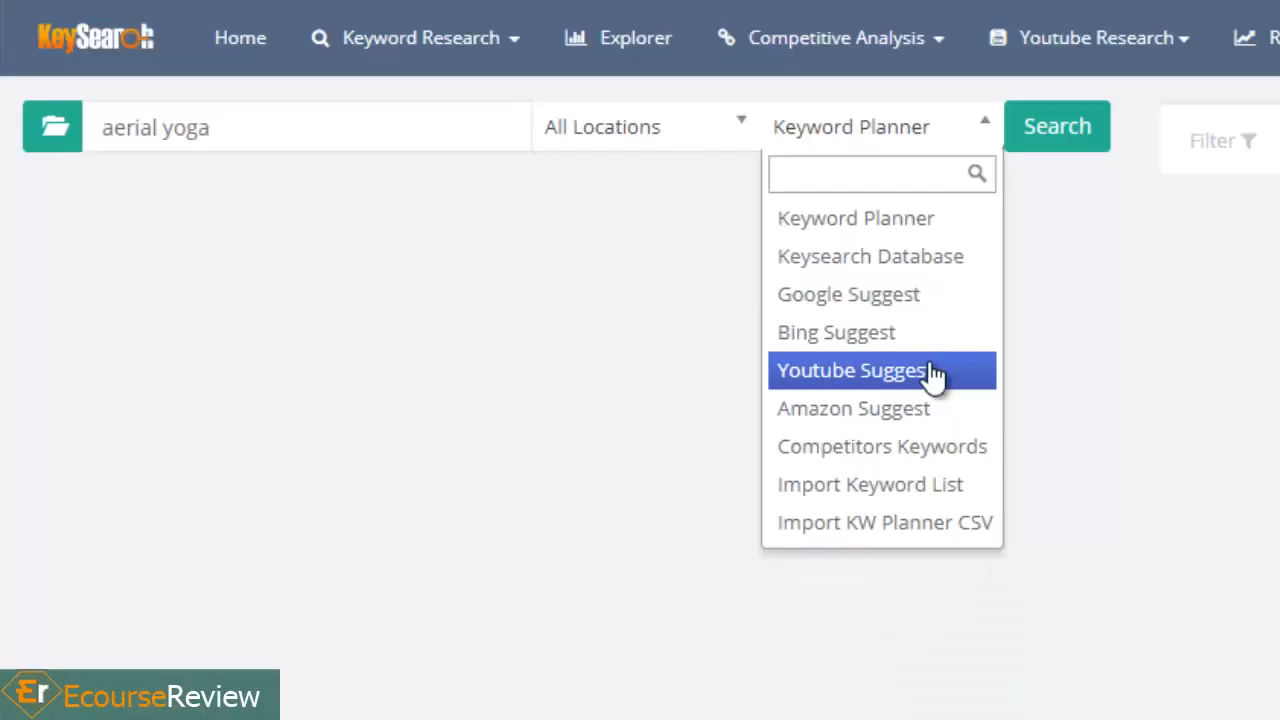 KeySearch Home Keyword Research Explorer Competitive Analysis Youtube Research R
aerial yoga All Locations Keyword Planner Search Filter
Keyword Planner
Keysearch Database
Google Suggest
Bing Suggest
Youtube Sugges
Amazon Suggest
Competitors Keywords
Import Keyword List
Import KW Planner CSV
Er EcourseReview